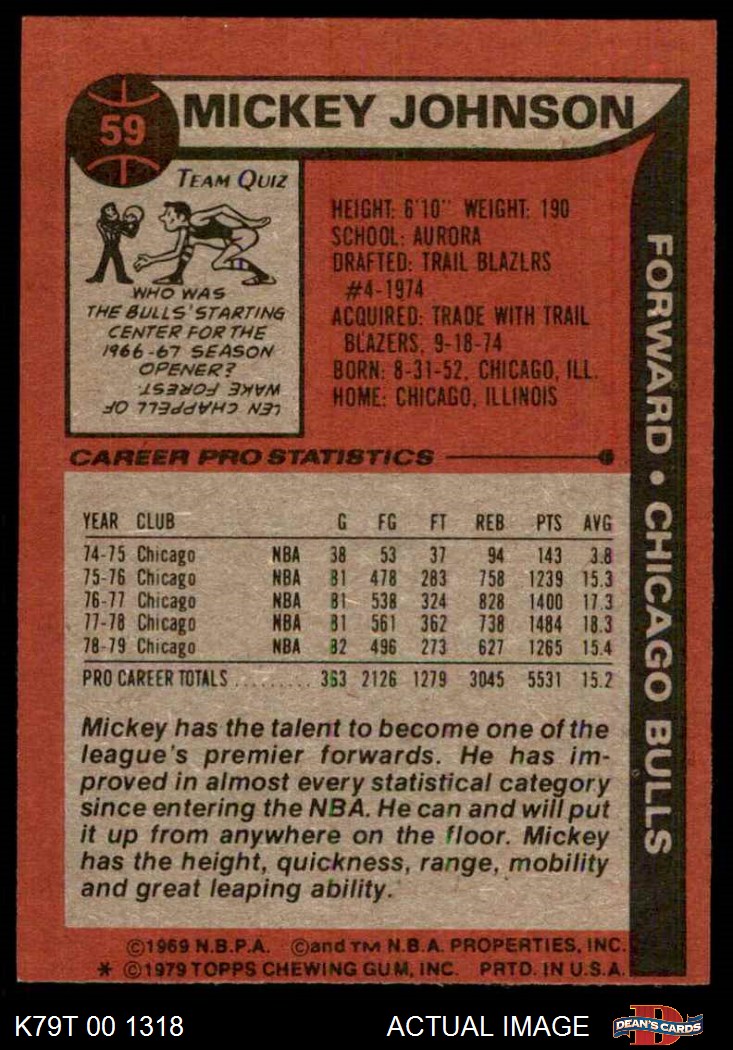 59
MICKEY JOHNSON
TEAM QUIZ
WHO WAS
THE BULLS' STARTING
CENTER FOR THE
1966-67 SEASON
OPENER?
LEN CHAPPELL OF
WAKE FOREST
HEIGHT: 6'10" WEIGHT: 190
SCHOOL: AURORA
DRAFTED: TRAIL BLAZLRS
#4-1974
ACQUIRED: TRADE WITH TRAIL
BLAZERS, 9-18-74
BORN: 8-31-52, CHICAGO, ILL.
HOME: CHICAGO, ILLINOIS
FORWARD • CHICAGO BULLS
CAREER PRO STATISTICS
YEAR CLUB G FG FT REB PTS AVG
74-75 Chicago NBA 38 53 37 94 143 3.8
75-76 Chicago NBA 81 478 283 758 1239 15.3
76-77 Chicago NBA 81 538 324 828 1400 17.3
77-78 Chicago NBA 81 561 362 738 1484 18.3
78-79 Chicago NBA 82 496 273 627 1265 15.4
PRO CAREER TOTALS ......... 363 2126 1279 3045 5531 15.2
Mickey has the talent to become one of the
league's premier forwards. He has im-
proved in almost every statistical category
since entering the NBA. He can and will put
it up from anywhere on the floor. Mickey
has the height, quickness, range, mobility
and great leaping ability.
©1969 N.B.P.A. ©and TM N.B.A. PROPERTIES, INC.
* ©1979 TOPPS CHEWING GUM, INC. PRTD. IN U.S.A.
K79T 00 1318 ACTUAL IMAGE DEAN'S CARDS